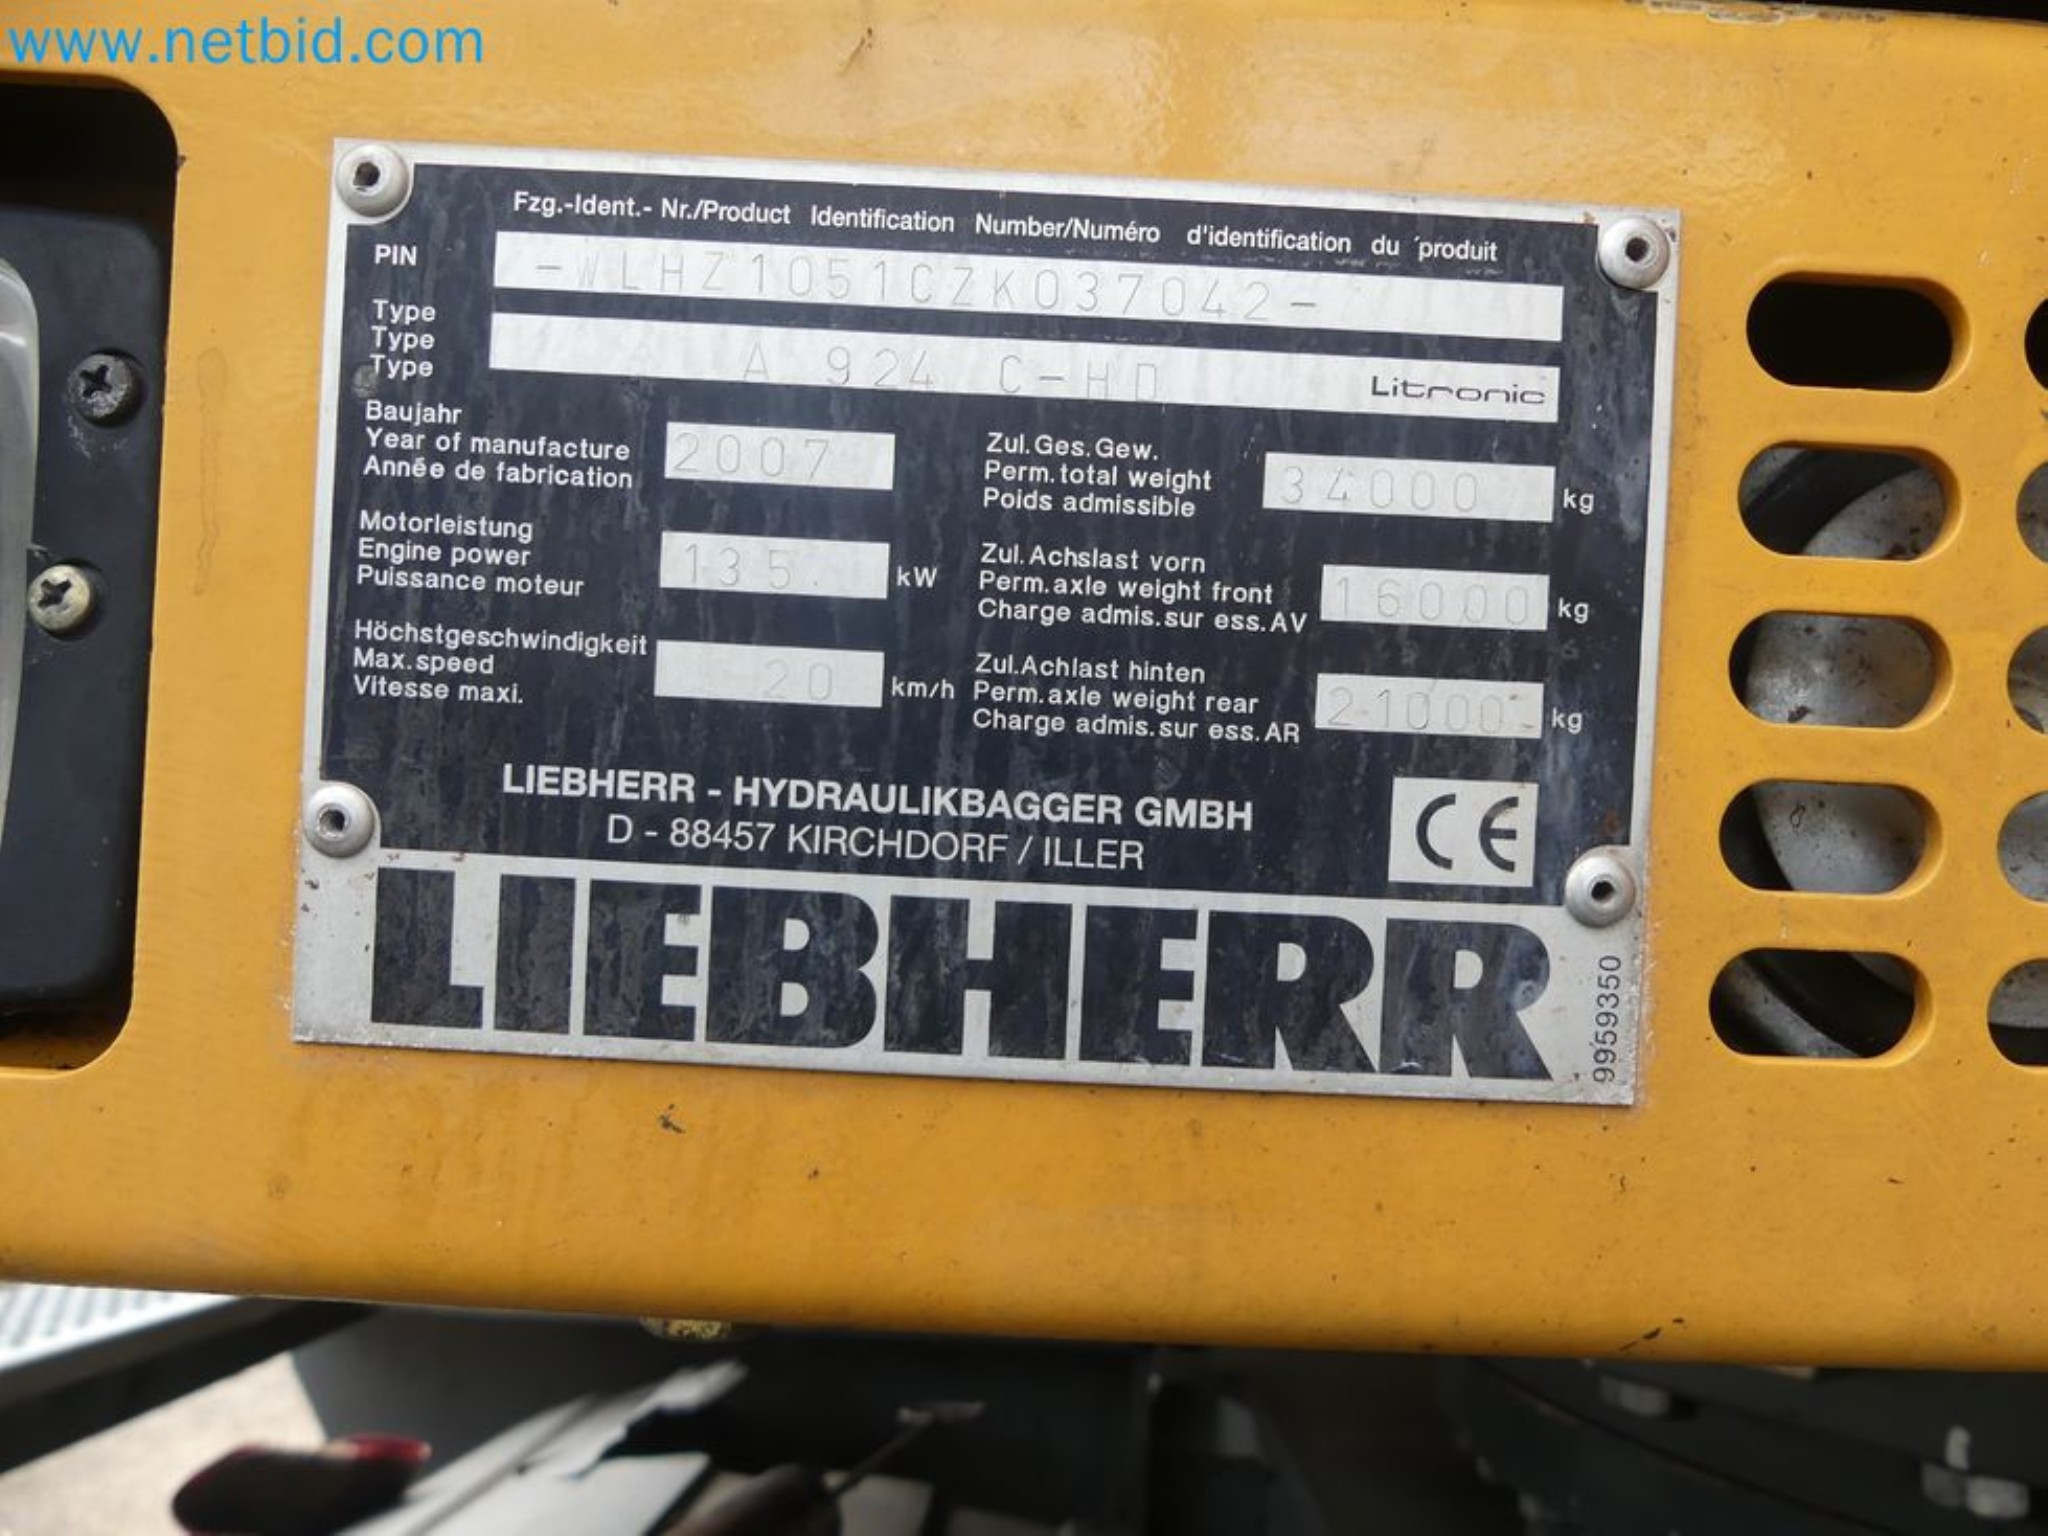 www.netbid.com
Fzg.-Ident.- Nr./Product Identification Number/Numéro d'identification du produit
PIN -WLHZ1051CZK037042-
Type
Type A 924 C-HD Litronic
Type
Baujahr
Year of manufacture 2007
Année de fabrication
Zul.Ges.Gew.
Perm.total weight 34000 kg
Poids admissible
Motorleistung
Engine power 135. kW
Puissance moteur
Zul.Achslast vorn
Perm.axle weight front 16000 kg
Charge admis.sur ess.AV
Höchstgeschwindigkeit
Max.speed 20 km/h
Vitesse maxi.
Zul.Achlast hinten
Perm.axle weight rear 21000 kg
Charge admis.sur ess.AR
LIEBHERR - HYDRAULIKBAGGER GMBH
D - 88457 KIRCHDORF / ILLER
CE
LIEBHERR
9959350